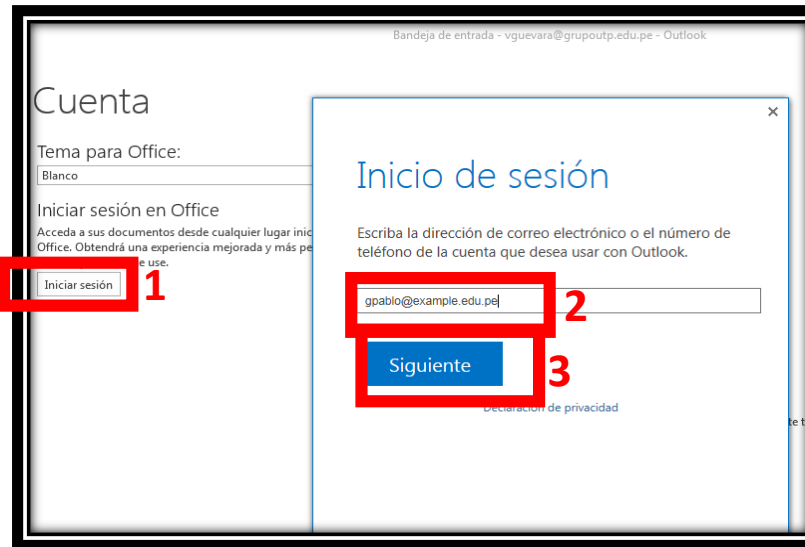 Bandeja de entrada - vguevara@grupoutp.edu.pe - Outlook
Cuenta
Tema para Office:
Blanco
Iniciar sesión en Office
Acceda a sus documentos desde cualquier lugar
Office. Obtendrá una experiencia mejorada y más
use.
Iniciar sesión
1
×
Inicio de sesión
Escriba la dirección de correo electrónico o el número de
teléfono de la cuenta que desea usar con Outlook.
gpablo@example.edu.pe
2
Siguiente
3
Declaración de privacidad